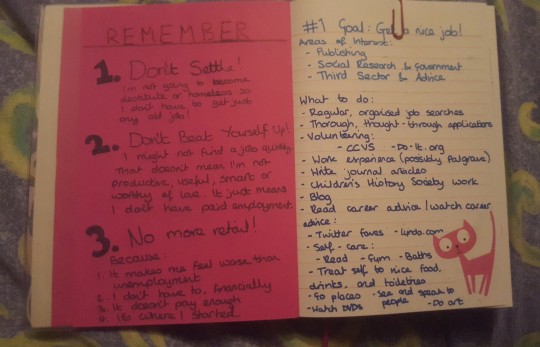 REMEMBER
1. Don't Settle!
I'm not going to become
destitute or homeless so
I don't have to get just
any old job!
2. Don't Beat Yourself Up!
I might not find a job quickly.
That doesn't mean I'm not
productive, useful, smart or
worthy of love. It just means
I don't have paid employment.
3. No more retail!
Because:
1. It makes me feel worse than
unemployment
2. I don't have to, financially
3. It doesn't pay enough
4. It's where I started
#1 Goal: Get a nice job!
Areas of Interest:
- Publishing
- Social Research & Government
- Third Sector & Advice
What to do:
- Regular, organised job searches
- Thorough, thought-through applications
- Volunteering:
- CCVS - Do-it.org
- Work experience (possibly Palgrave)
- Write journal articles
- Children's History Society work
- Blog
- Read career advice/watch career
advice:
- Twitter faves - Lynda.com
- Self-care:
- Read - Gym - Baths
- Treat self to nice food,
drinks, and toiletries
- Go places - See and speak to
people
- Watch DVDs - Do art